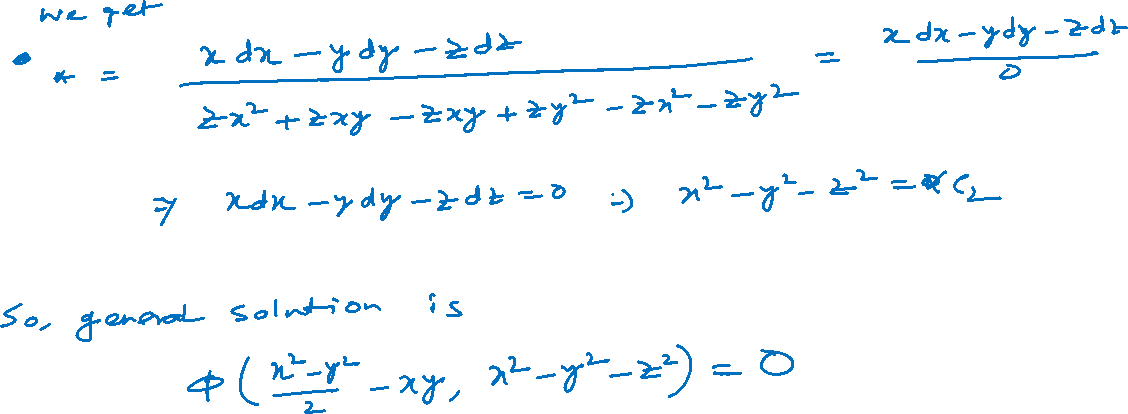 we get
• * = (x dx - y dy - z dz) / (zx² + zxy - zxy + zy² - zx² - zy²) = (x dx - y dy - z dz) / 0
⇒ x dx - y dy - z dz = 0 ⇒ x² - y² - z² = C₂
So, general solution is
ϕ ( (x² - y²)/2 - xy, x² - y² - z² ) = 0